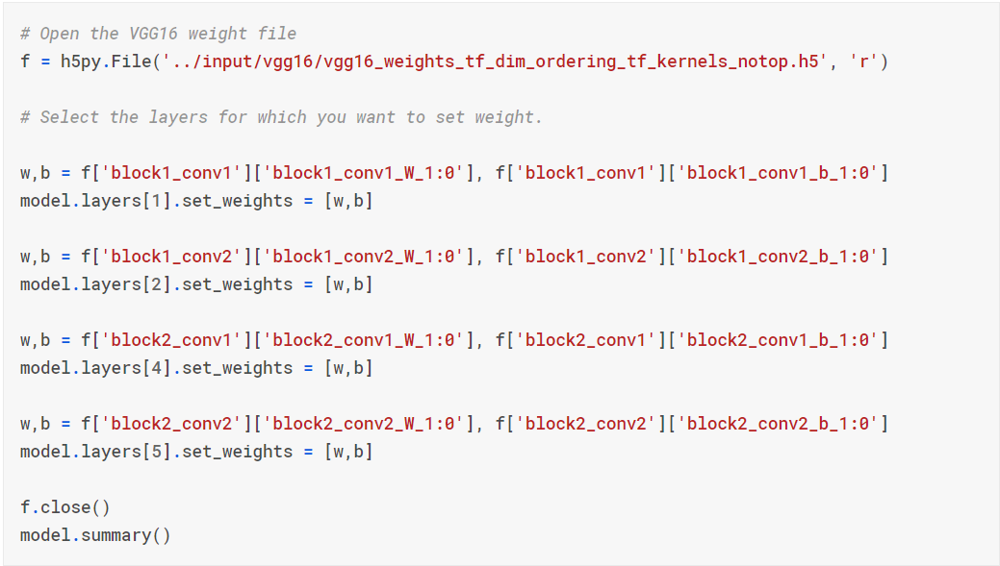 # Open the VGG16 weight file
f = h5py.File('../input/vgg16/vgg16_weights_tf_dim_ordering_tf_kernels_notop.h5', 'r')
# Select the layers for which you want to set weight.
w,b = f['block1_conv1']['block1_conv1_W_1:0'], f['block1_conv1']['block1_conv1_b_1:0']
model.layers[1].set_weights = [w,b]
w,b = f['block1_conv2']['block1_conv2_W_1:0'], f['block1_conv2']['block1_conv2_b_1:0']
model.layers[2].set_weights = [w,b]
w,b = f['block2_conv1']['block2_conv1_W_1:0'], f['block2_conv1']['block2_conv1_b_1:0']
model.layers[4].set_weights = [w,b]
w,b = f['block2_conv2']['block2_conv2_W_1:0'], f['block2_conv2']['block2_conv2_b_1:0']
model.layers[5].set_weights = [w,b]
f.close()
model.summary()